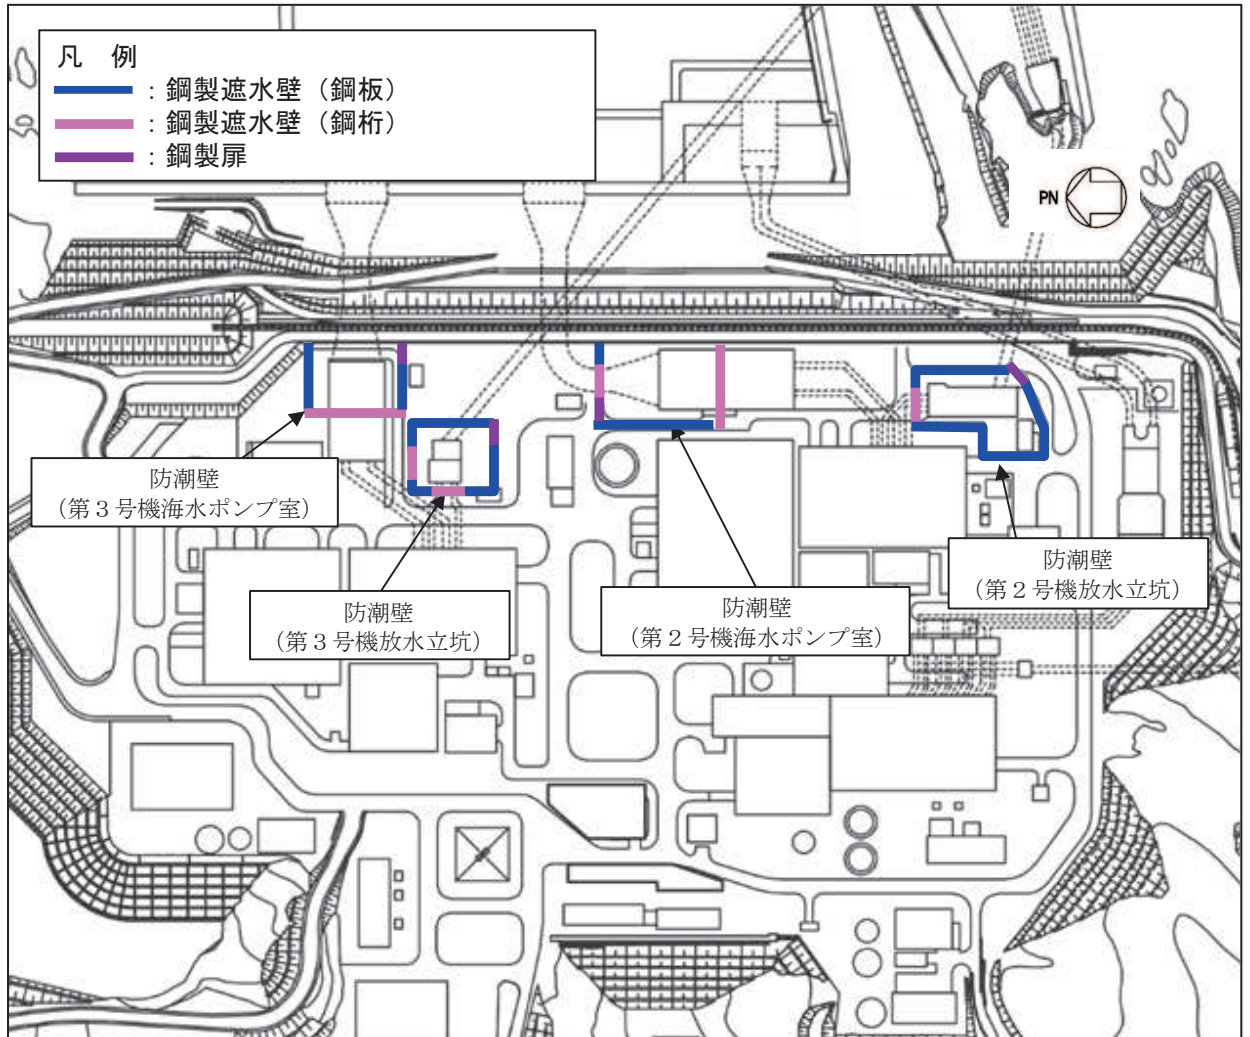 凡　例
：鋼製遮水壁（鋼板）
：鋼製遮水壁（鋼桁）
：鋼製扉
PN
防潮壁
（第３号機海水ポンプ室）
防潮壁
（第３号機放水立坑）
防潮壁
（第２号機海水ポンプ室）
防潮壁
（第２号機放水立坑）